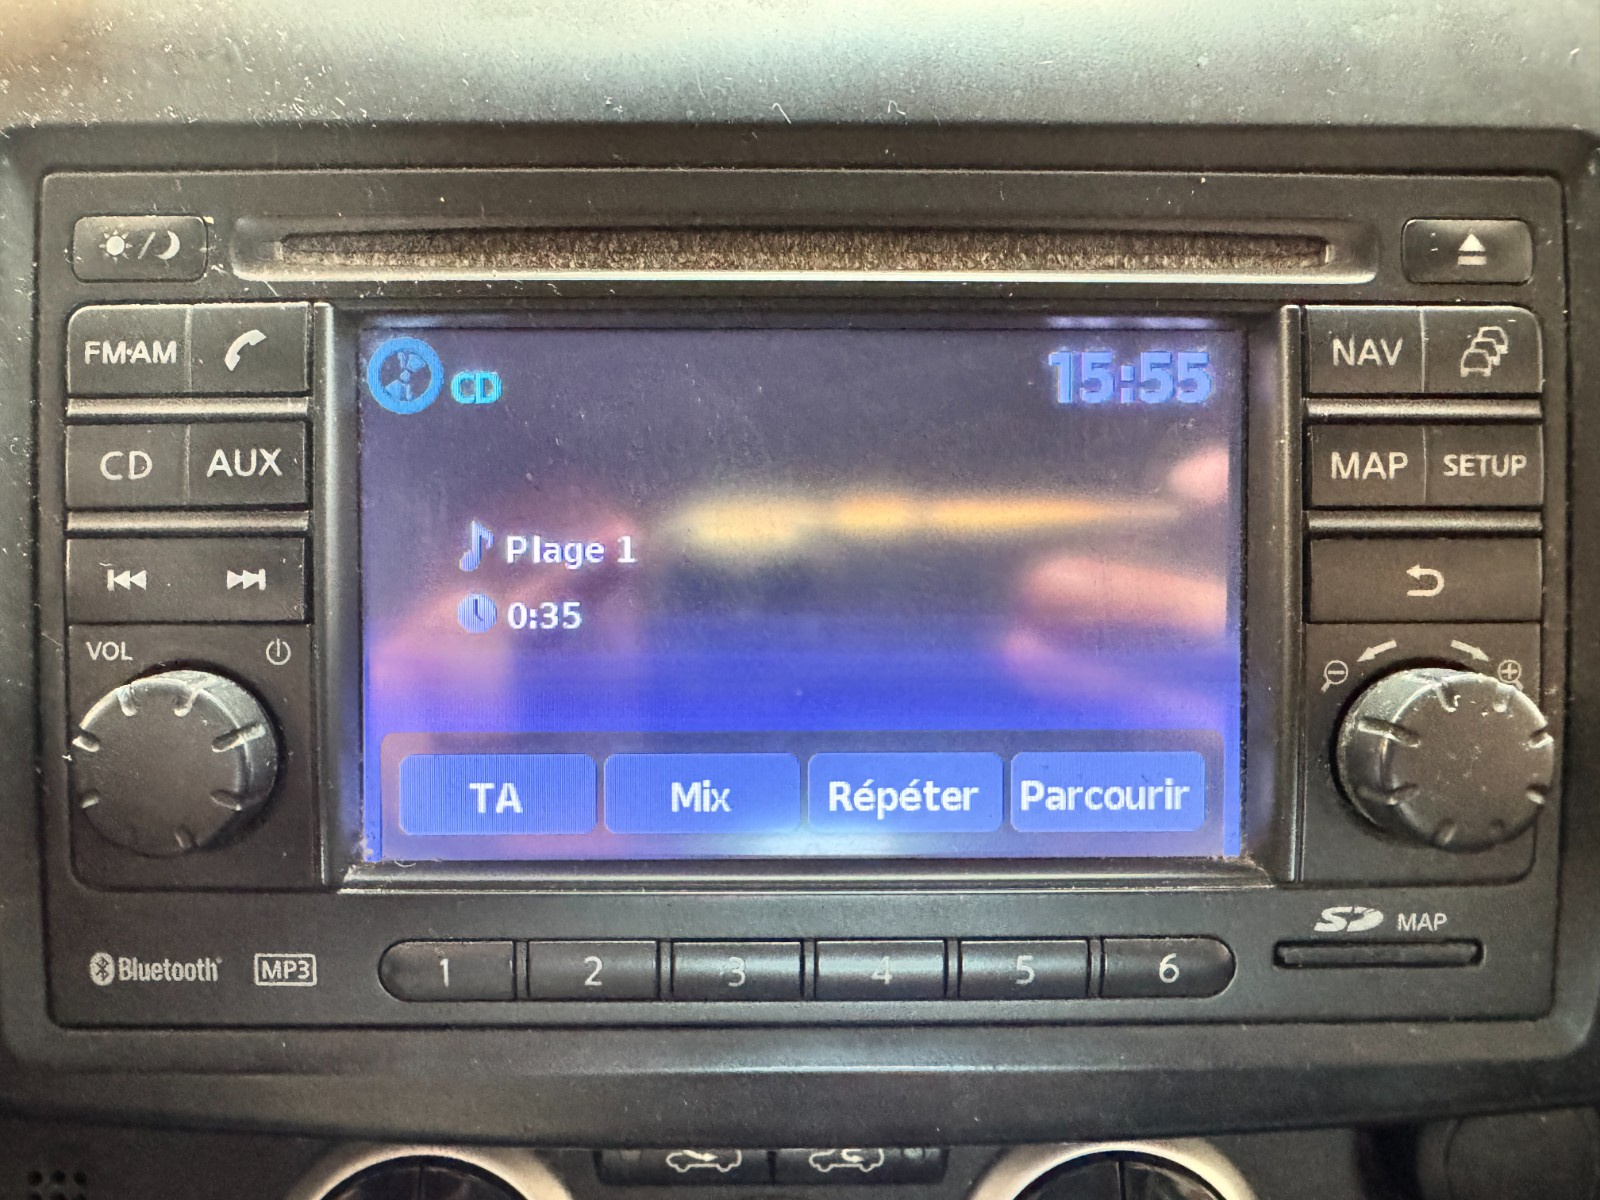 FM·AM
NAV
CD
15:55
CD
AUX
MAP
SETUP
Plage 1
0:35
VOL
TA
Mix
Répéter
Parcourir
SD MAP
Bluetooth®
MP3
1
2
3
4
5
6